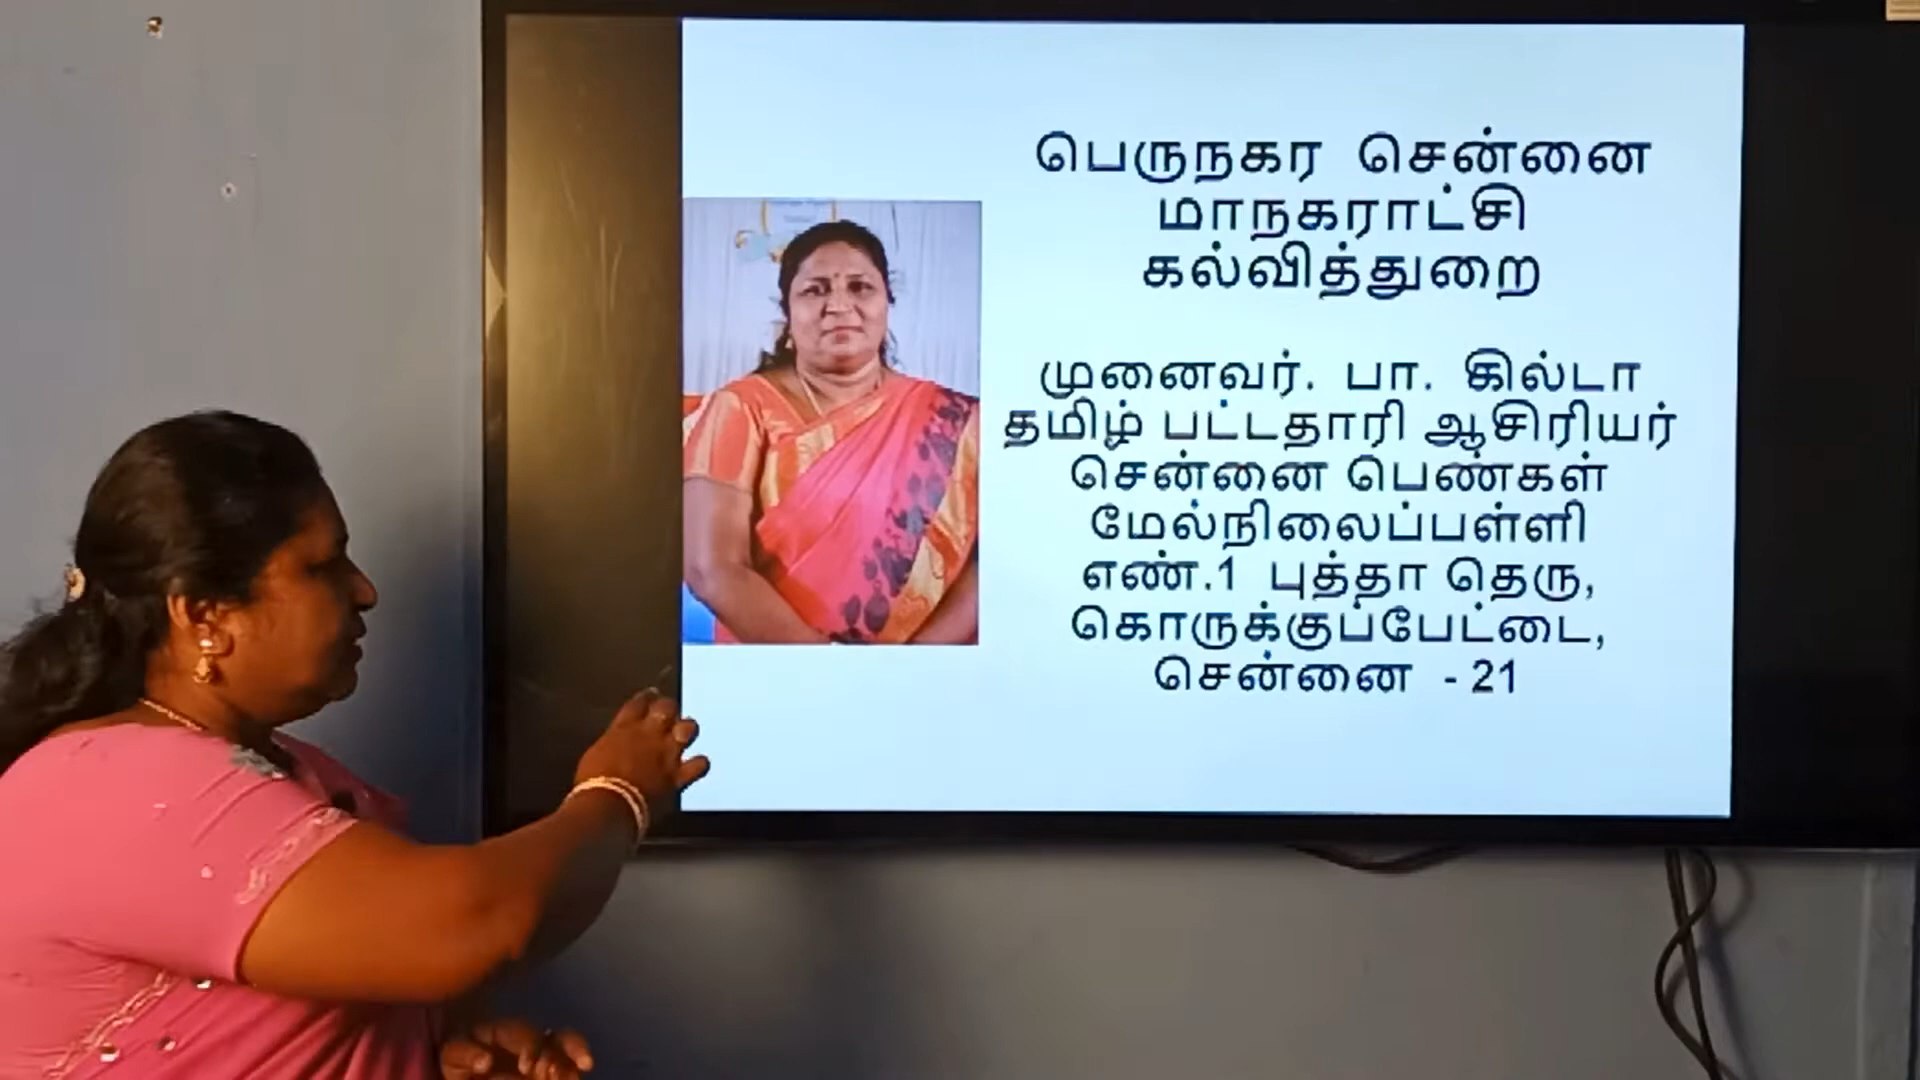 பெருநகர சென்னை
மாநகராட்சி
கல்வித்துறை
முனைவர். பா. கில்டா
தமிழ் பட்டதாரி ஆசிரியர்
சென்னை பெண்கள்
மேல்நிலைப்பள்ளி
எண்.1 புத்தா தெரு,
கொருக்குப்பேட்டை,
சென்னை - 21